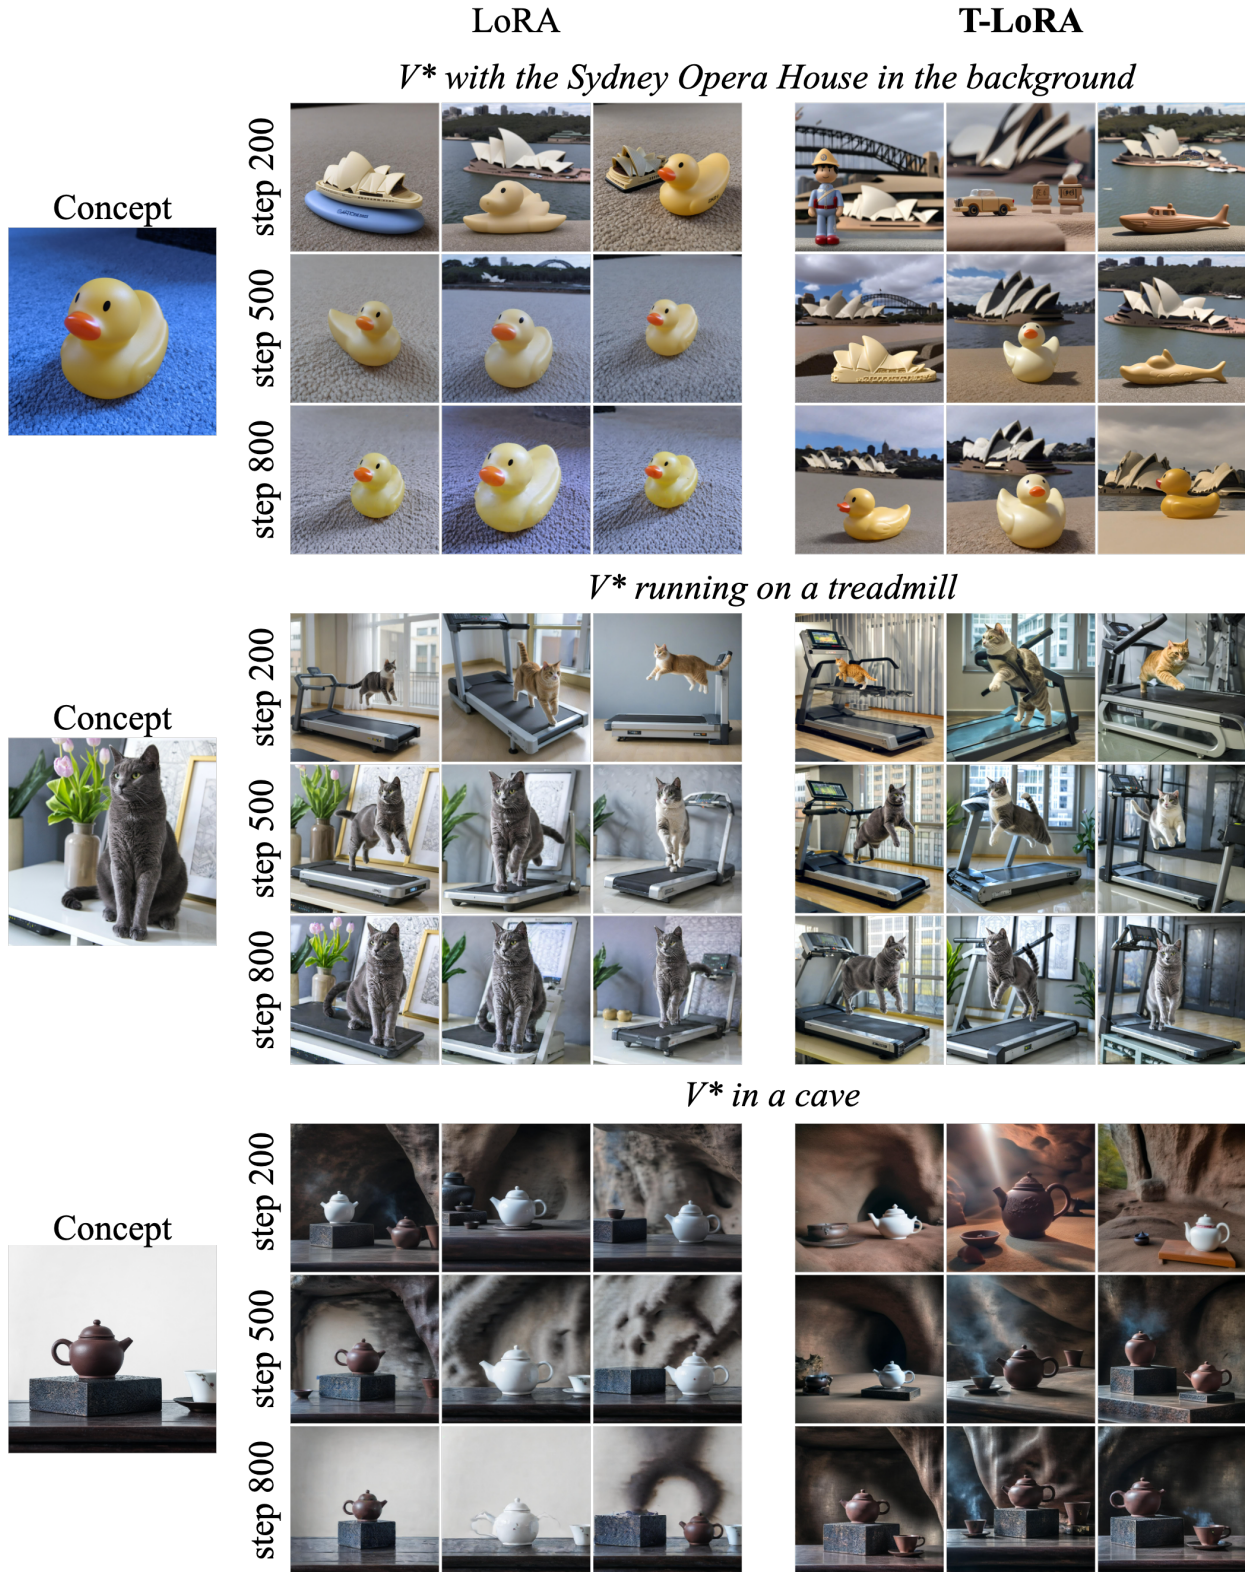 LoRA
T-LoRA
V* with the Sydney Opera House in the background
step 200
Concept
step 500
step 800
V* running on a treadmill
step 200
Concept
step 500
step 800
V* in a cave
step 200
Concept
step 500
step 800